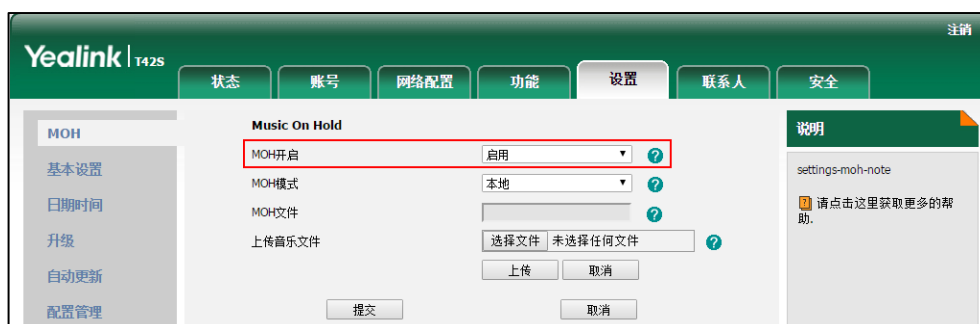 注销
Yealink T42S
状态 账号 网络配置 功能 设置 联系人 安全
MOH
基本设置
日期时间
升级
自动更新
配置管理
Music On Hold
MOH开启 启用
MOH模式 本地
MOH文件
上传音乐文件 选择文件 未选择任何文件
上传 取消
提交 取消
说明
settings-moh-note
请点击这里获取更多的帮
助.